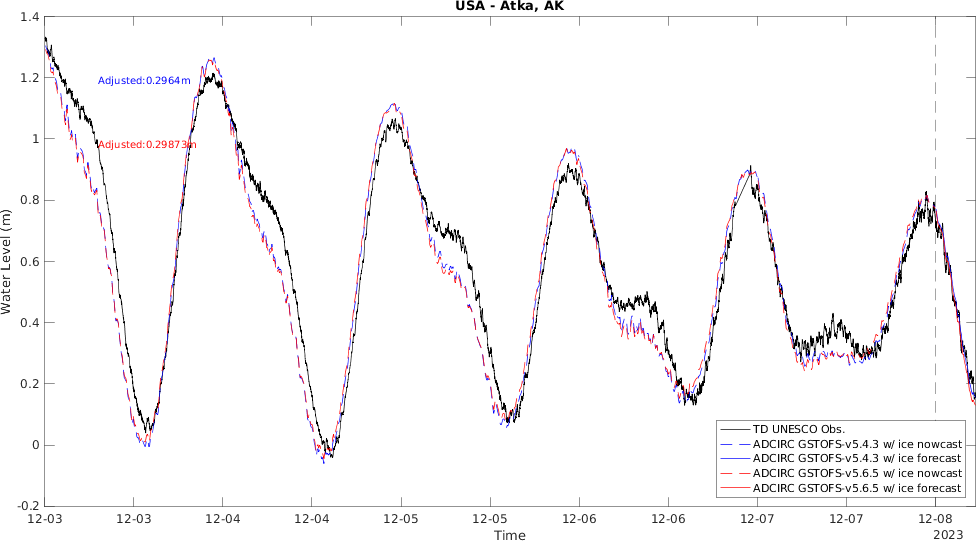 USA - Atka, AK
1.4
1.2
1
0.8
0.6
0.4
0.2
0
-0.2
Water Level (m)
Adjusted:0.2964m
Adjusted:0.29873m
TD UNESCO Obs.
ADCIRC GSTOFS-v5.4.3 w/ ice nowcast
ADCIRC GSTOFS-v5.4.3 w/ ice forecast
ADCIRC GSTOFS-v5.6.5 w/ ice nowcast
ADCIRC GSTOFS-v5.6.5 w/ ice forecast
12-03 12-03 12-04 12-04 12-05 12-05 12-06 12-06 12-07 12-07 12-08
2023
Time